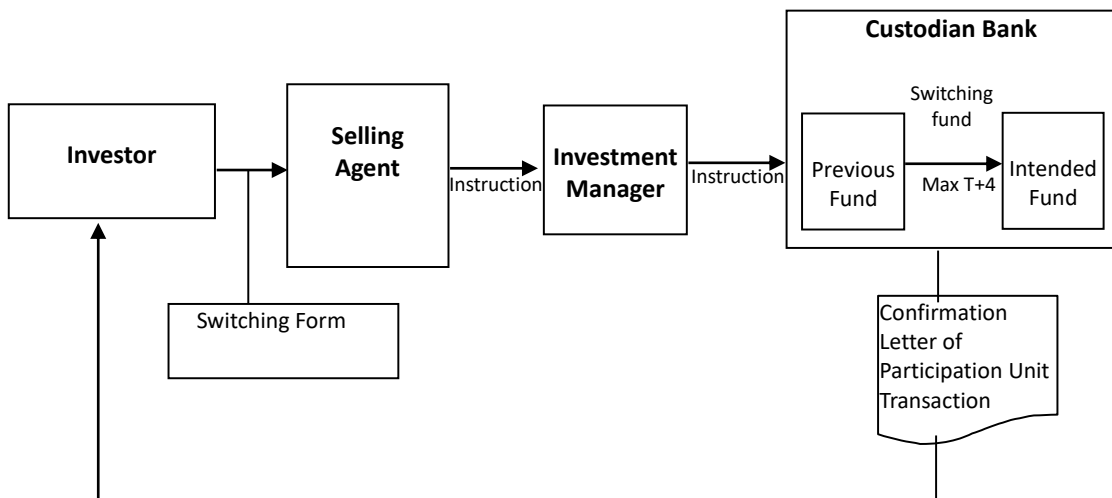 Custodian Bank
Investor
Selling
Agent
Instruction
Investment
Manager
Instruction
Switching
fund
Previous
Fund
Max T+4
Intended
Fund
Switching Form
Confirmation
Letter of
Participation Unit
Transaction